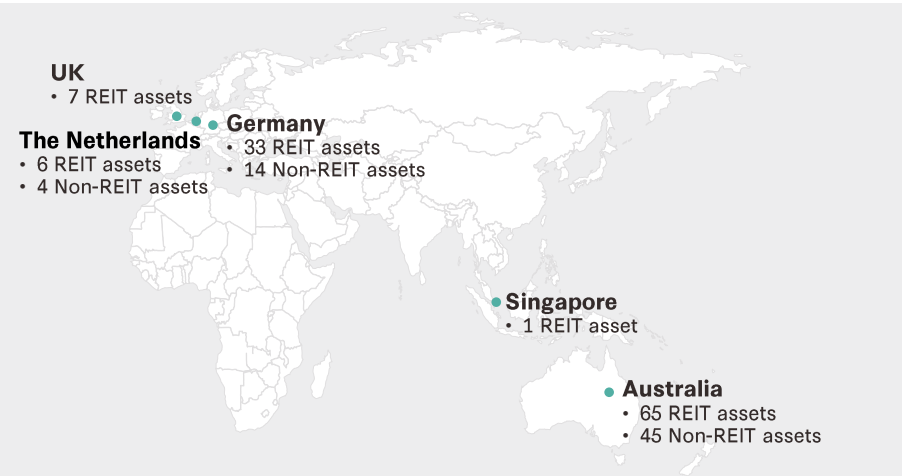 UK
• 7 REIT assets
The Netherlands
• 6 REIT assets
• 4 Non-REIT assets
Germany
• 33 REIT assets
• 14 Non-REIT assets
Singapore
• 1 REIT asset
Australia
• 65 REIT assets
• 45 Non-REIT assets